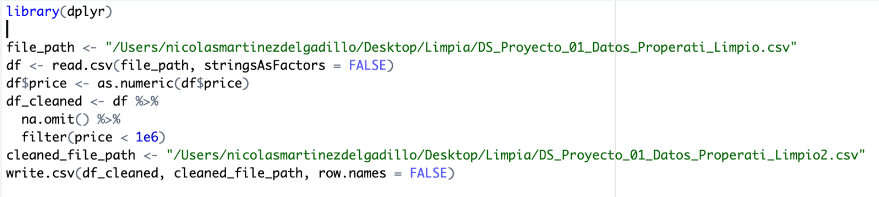 library(dplyr)
file_path <- "/Users/nicolasmartinezdelgadillo/Desktop/Limpia/DS_Proyecto_01_Datos_Properati_Limpio.csv"
df <- read.csv(file_path, stringsAsFactors = FALSE)
df$price <- as.numeric(df$price)
df_cleaned <- df %>%
  na.omit() %>%
  filter(price < 1e6)
cleaned_file_path <- "/Users/nicolasmartinezdelgadillo/Desktop/Limpia/DS_Proyecto_01_Datos_Properati_Limpio2.csv"
write.csv(df_cleaned, cleaned_file_path, row.names = FALSE)